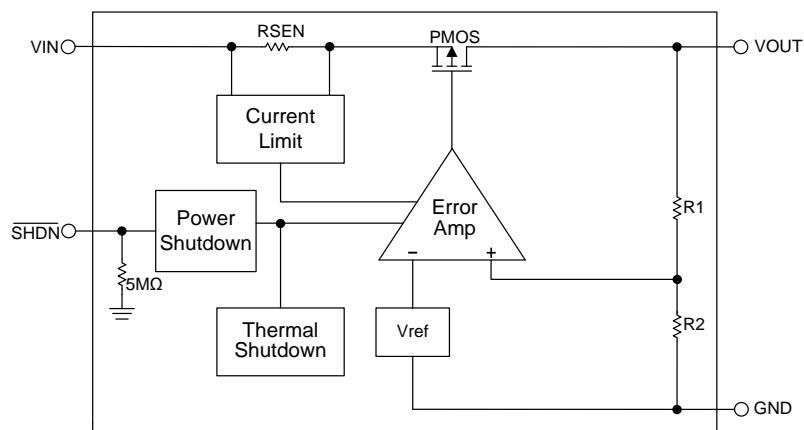 VIN
RSEN
PMOS
VOUT
Current
Limit
SHDN
Power
Shutdown
Error
Amp
R1
5MΩ
-
+
Thermal
Shutdown
Vref
R2
GND